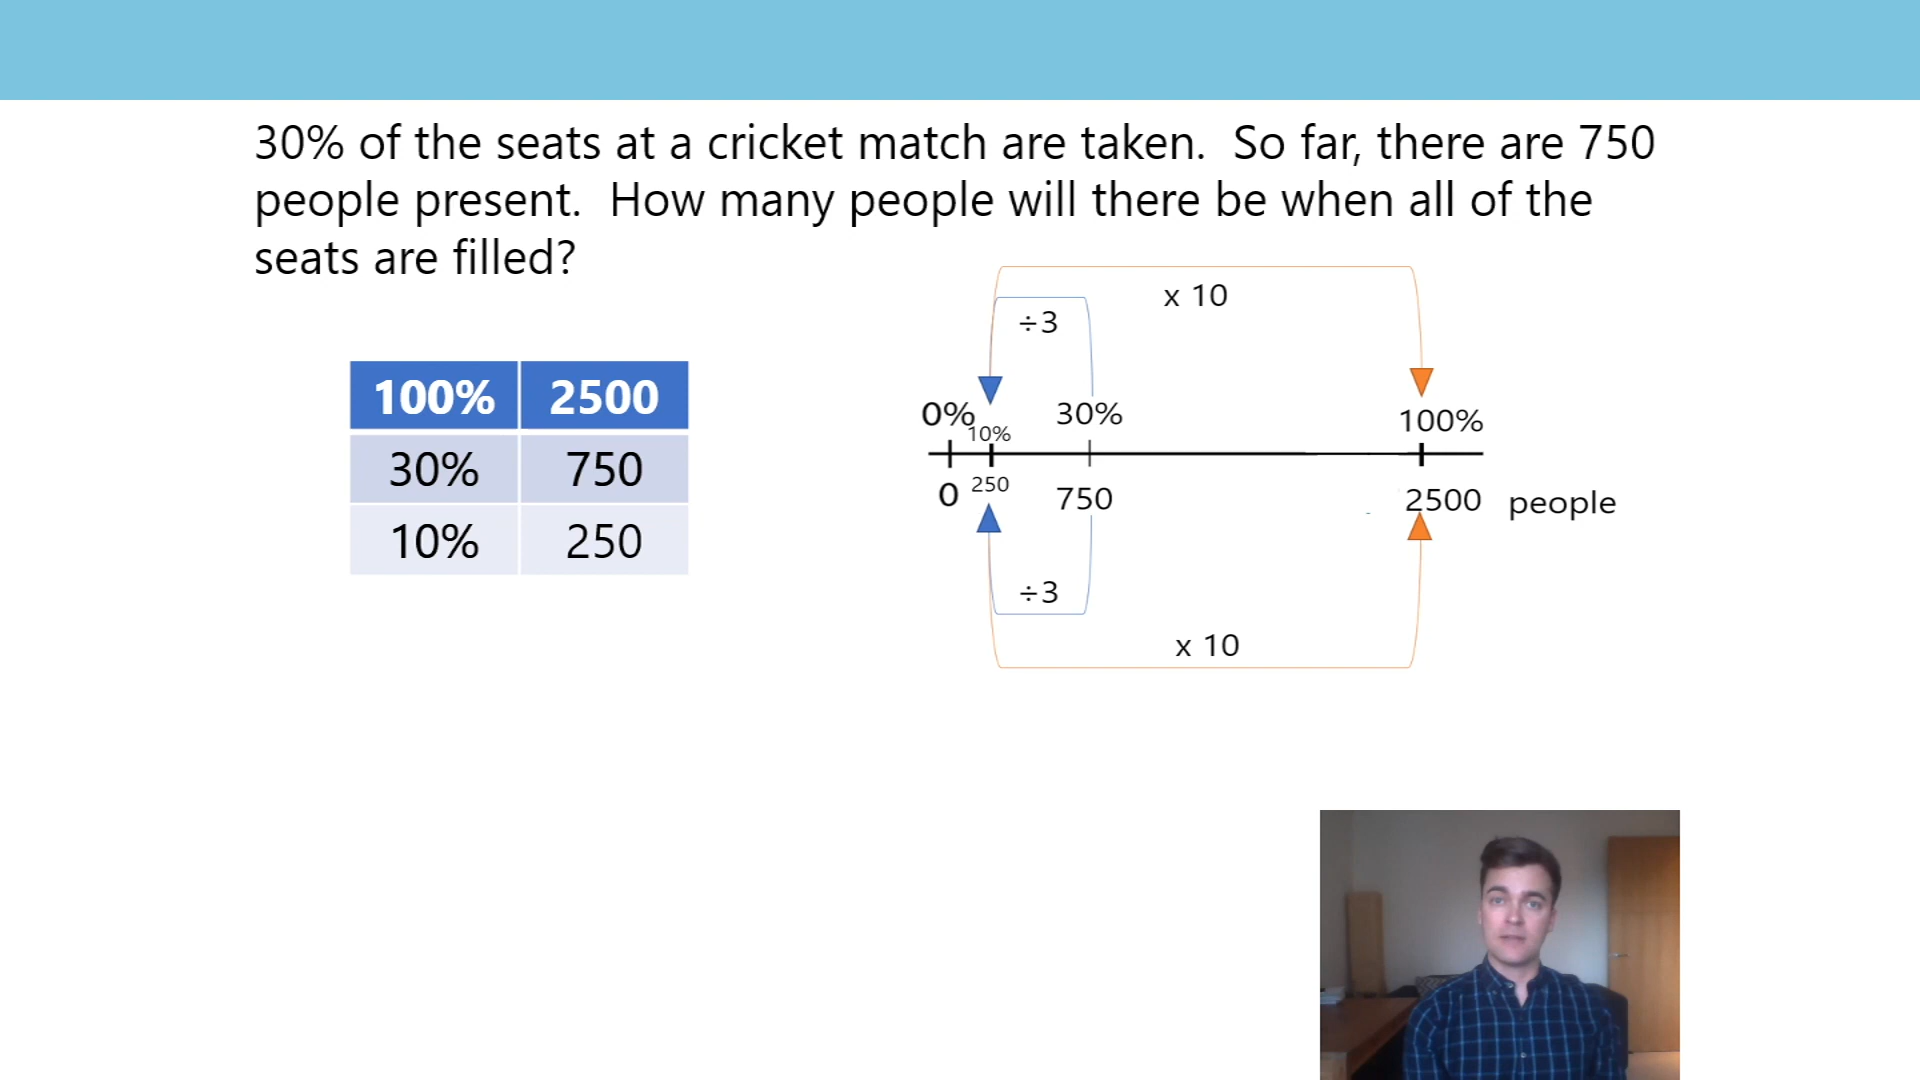 30% of the seats at a cricket match are taken.  So far, there are 750
people present.  How many people will there be when all of the
seats are filled?
x 10
÷3
100% 2500
30% 750
10% 250
0% 10% 30% 100%
0 250 750 2500 people
÷3
x 10